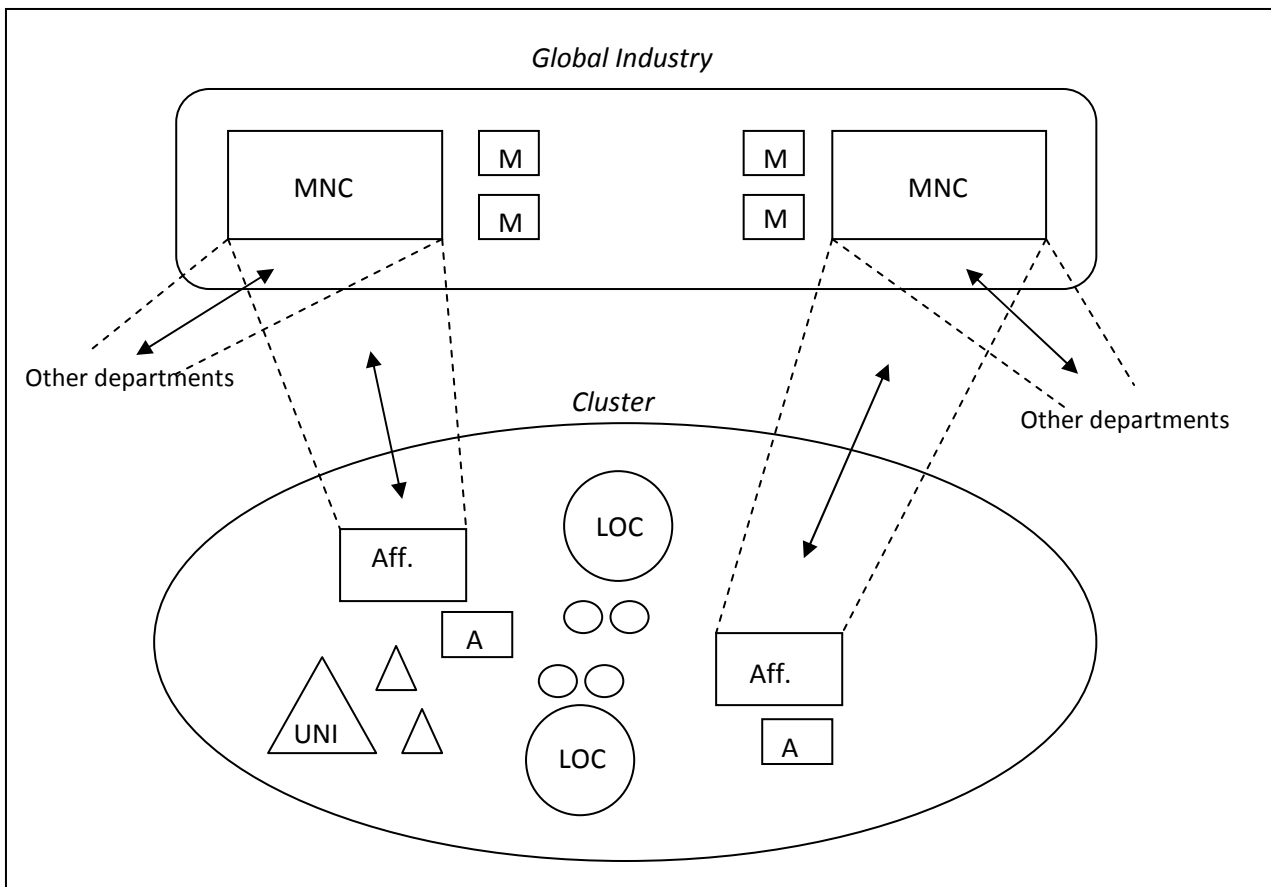 Global Industry
MNC
M
M
M
M
MNC
Other departments
Cluster
Other departments
LOC
Aff.
A
Aff.
UNI
LOC
A